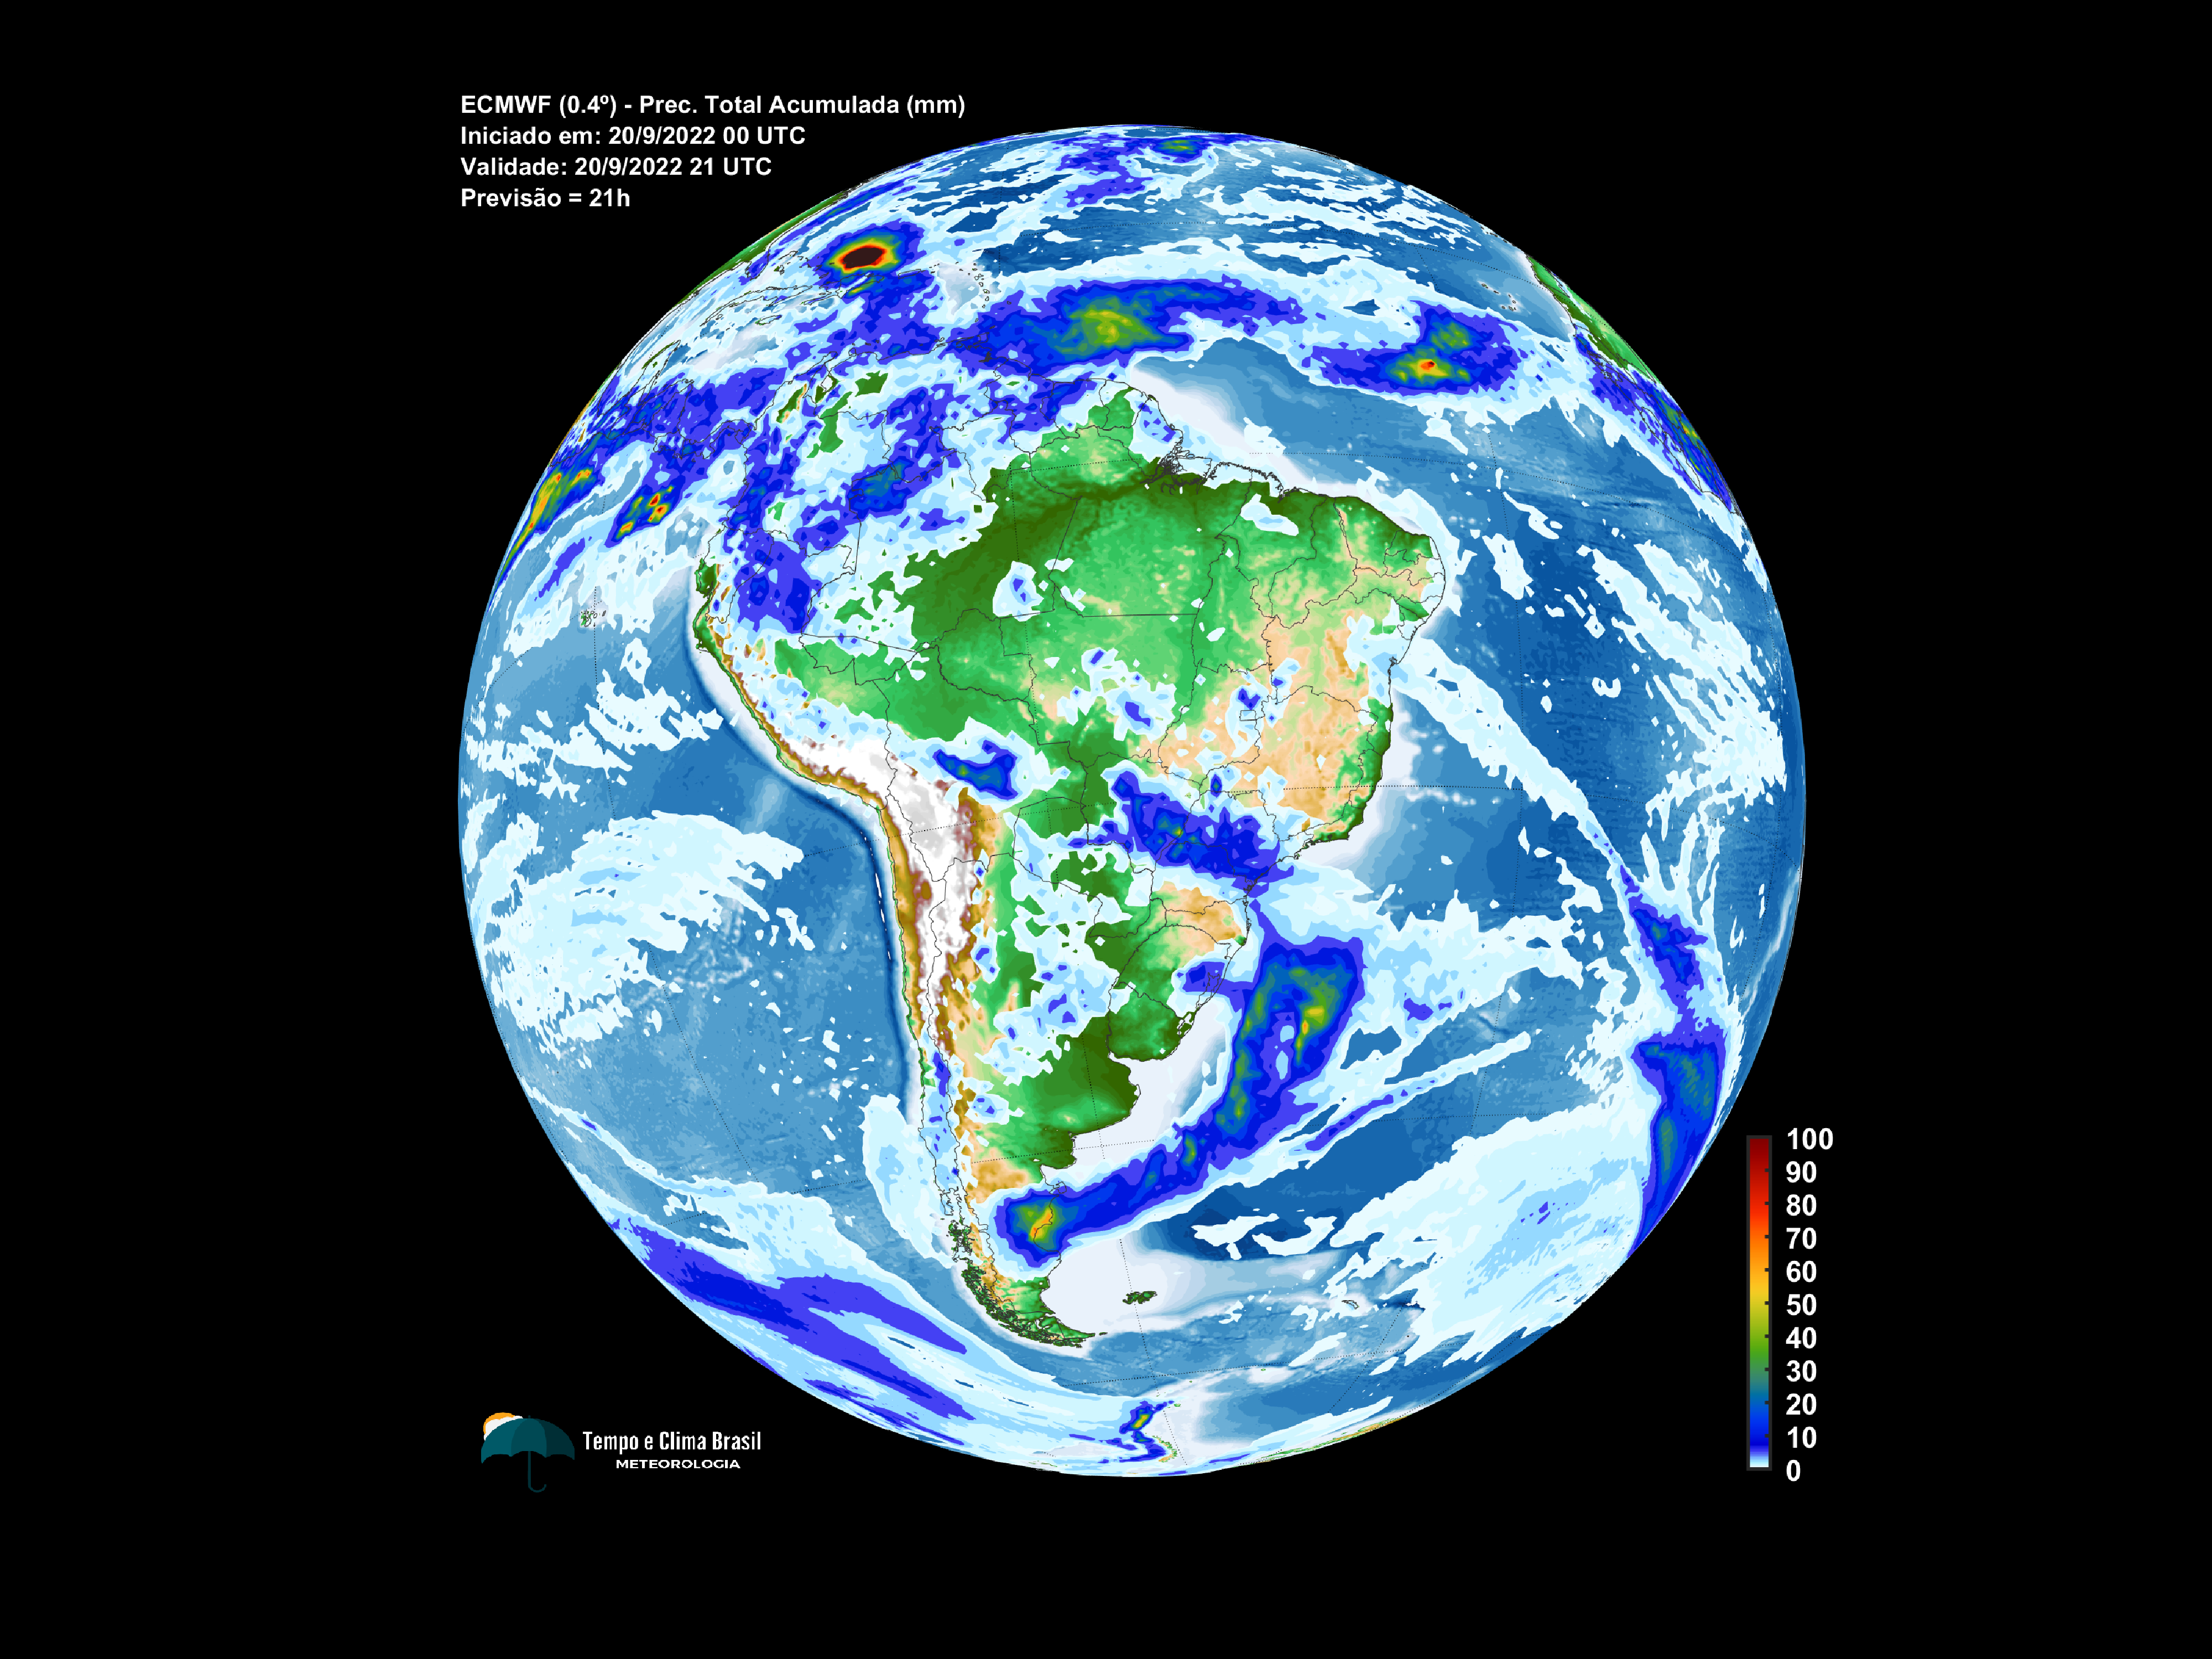 ECMWF (0.4º) - Prec. Total Acumulada (mm)
Iniciado em: 20/9/2022 00 UTC
Validade: 20/9/2022 21 UTC
Previsão = 21h
100
90
80
70
60
50
40
30
20
10
0
Tempo e Clima Brasil
METEOROLOGIA